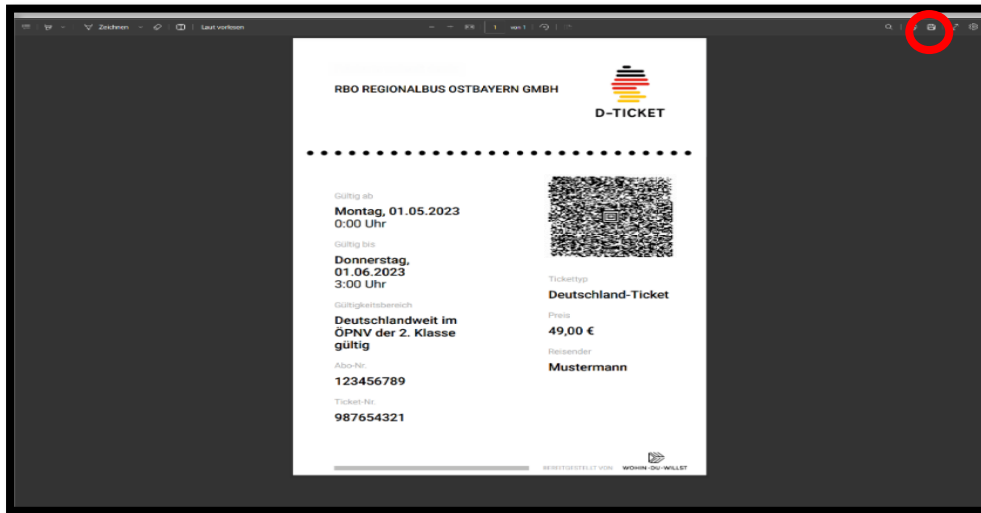 Zeichnen
Laut vorlesen
1
von 1
RBO REGIONALBUS OSTBAYERN GMBH
D-TICKET
Gültig ab
Montag, 01.05.2023
0:00 Uhr
Gültig bis
Donnerstag,
01.06.2023
3:00 Uhr
Gültigkeitsbereich
Deutschlandweit im
ÖPNV der 2. Klasse
gültig
Abo-Nr.
123456789
Ticket-Nr.
987654321
Tickettyp
Deutschland-Ticket
Preis
49,00 €
Reisender
Mustermann
BEREITGESTELLT VON
WOHIN-DU-WILLST